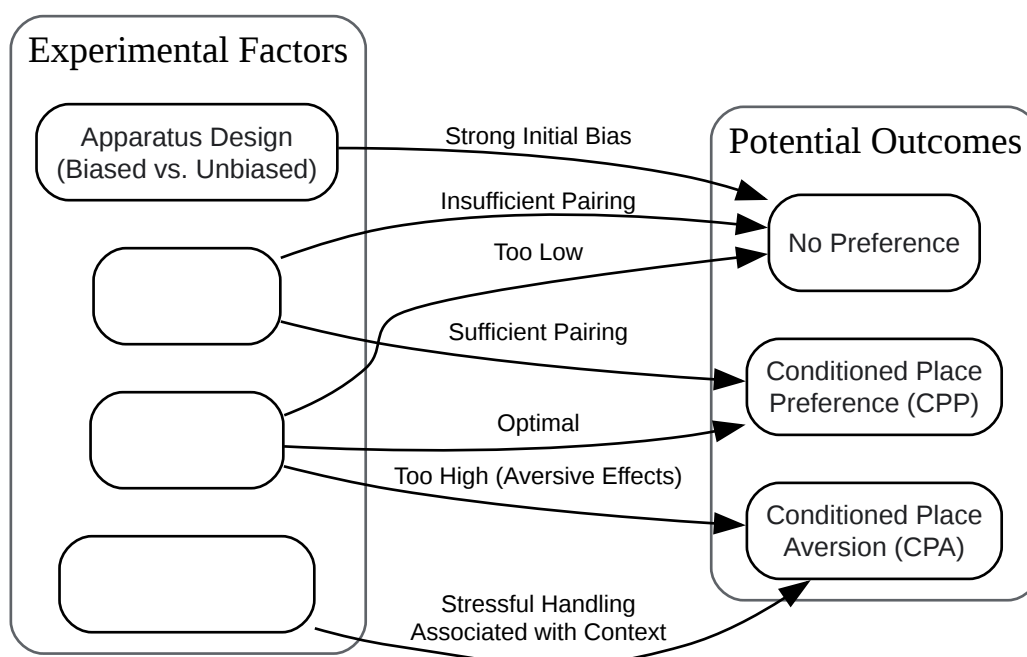 Experimental Factors
Apparatus Design
(Biased vs. Unbiased)
Strong Initial Bias
Insufficient Pairing
Too Low
Sufficient Pairing
Optimal
Too High (Aversive Effects)
Stressful Handling
Associated with Context
Potential Outcomes
No Preference
Conditioned Place
Preference (CPP)
Conditioned Place
Aversion (CPA)